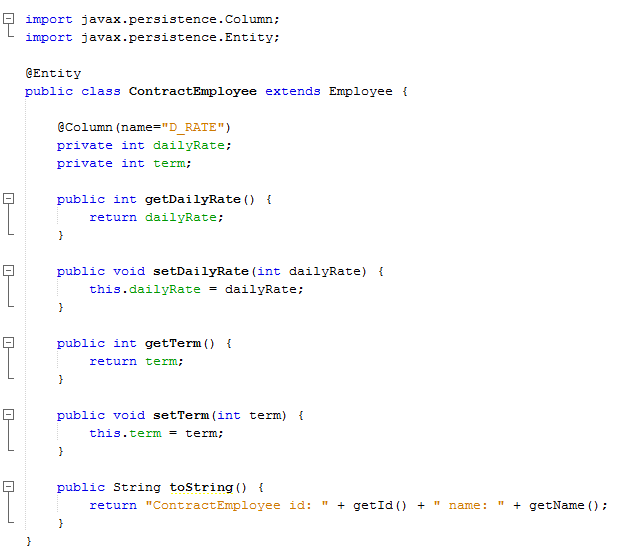 import javax.persistence.Column;
import javax.persistence.Entity;

@Entity
public class ContractEmployee extends Employee {

    @Column(name="D_RATE")
    private int dailyRate;
    private int term;

    public int getDailyRate() {
        return dailyRate;
    }

    public void setDailyRate(int dailyRate) {
        this.dailyRate = dailyRate;
    }

    public int getTerm() {
        return term;
    }

    public void setTerm(int term) {
        this.term = term;
    }

    public String toString() {
        return "ContractEmployee id: " + getId() + " name: " + getName();
    }
}